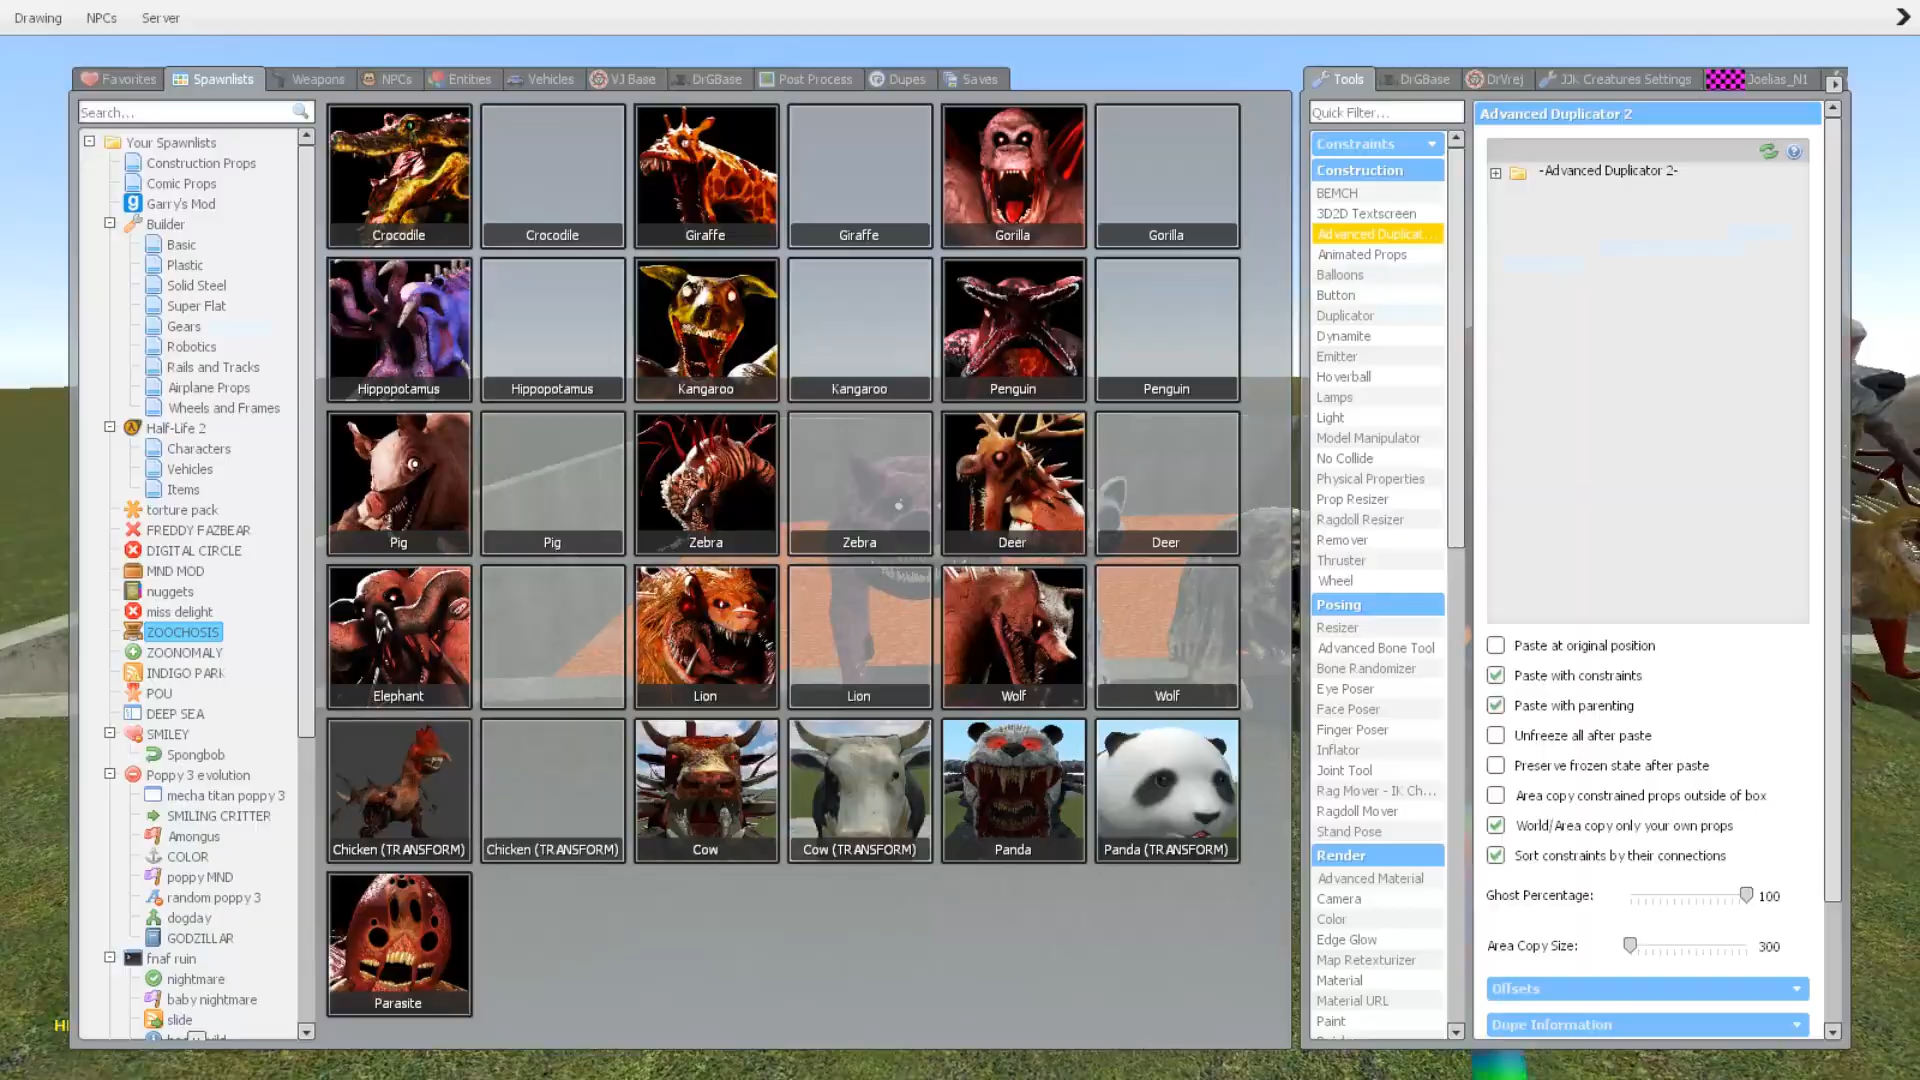 Drawing NPCs Server
Favorites Spawnlists Weapons NPCs Entities Vehicles VJ Base DrGBase Post Process Dupes Saves
Search...
Your Spawnlists
Construction Props
Comic Props
Garry's Mod
Builder
Basic
Plastic
Solid Steel
Super Flat
Gears
Robotics
Rails and Tracks
Airplane Props
Wheels and Frames
Half-Life 2
Characters
Vehicles
Items
torture pack
FREDDY FAZBEAR
DIGITAL CIRCLE
MND MOD
nuggets
miss delight
ZOOCHOSIS
ZOONOMALY
INDIGO PARK
POU
DEEP SEA
SMILEY
Spongbob
Poppy 3 evolution
mecha titan poppy 3
SMILING CRITTER
Amongus
COLOR
poppy MND
random poppy 3
dogday
GODZILLAR
fnaf ruin
nightmare
baby nightmare
slide
Crocodile Crocodile Giraffe Giraffe Gorilla Gorilla
Hippopotamus Hippopotamus Kangaroo Kangaroo Penguin Penguin
Pig Pig Zebra Zebra Deer Deer
Elephant Lion Lion Wolf Wolf
Chicken (TRANSFORM) Chicken (TRANSFORM) Cow Cow (TRANSFORM) Panda Panda (TRANSFORM)
Parasite
Tools DrGBase DrVrej JJK Creatures Settings Joelias_N1
Quick Filter...
Constraints
Construction
BEMCH
3D2D Textscreen
Advanced Duplicat...
Animated Props
Balloons
Button
Duplicator
Dynamite
Emitter
Hoverball
Lamps
Light
Model Manipulator
No Collide
Physical Properties
Prop Resizer
Ragdoll Resizer
Remover
Thruster
Wheel
Posing
Resizer
Advanced Bone Tool
Bone Randomizer
Eye Poser
Face Poser
Finger Poser
Inflator
Joint Tool
Rag Mover - IK Ch...
Ragdoll Mover
Stand Pose
Render
Advanced Material
Camera
Color
Edge Glow
Map Retexturizer
Material
Material URL
Paint
Advanced Duplicator 2
-Advanced Duplicator 2-
Paste at original position
Paste with constraints
Paste with parenting
Unfreeze all after paste
Preserve frozen state after paste
Area copy constrained props outside of box
World/Area copy only your own props
Sort constraints by their connections
Ghost Percentage: 100
Area Copy Size: 300
Offsets
Dupe Information